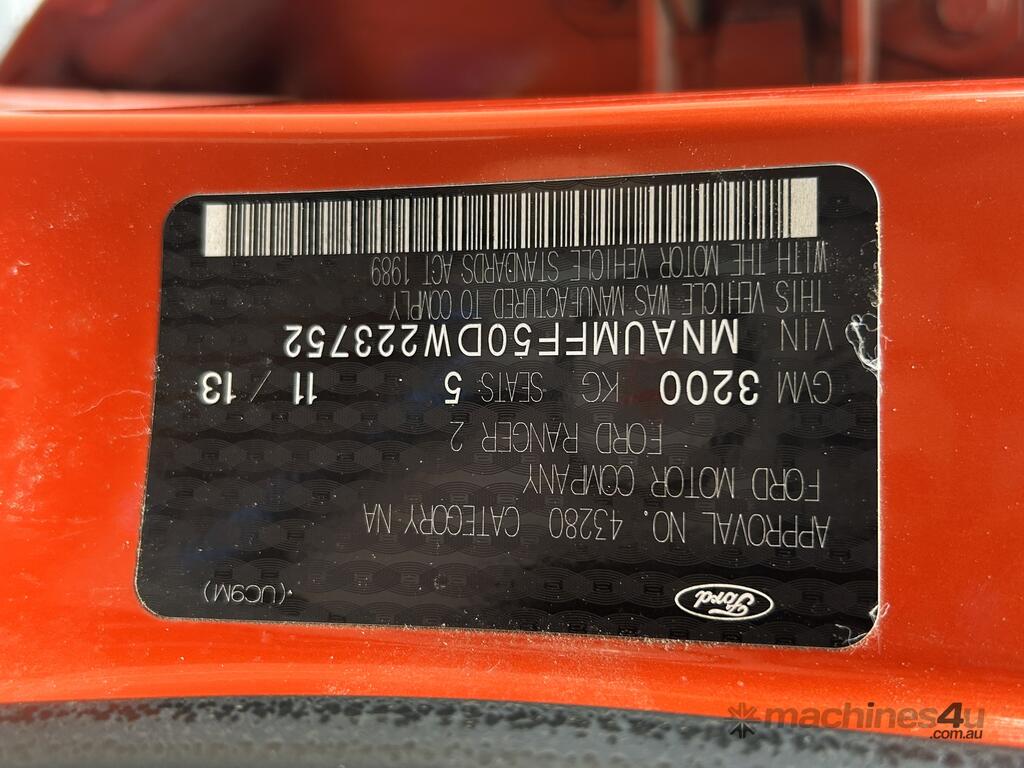 Ford
(UC9M)
APPROVAL NO. 43280 CATEGORY NA
FORD MOTOR COMPANY
FORD RANGER 2
GVM 3200 KG SEATS 5 11 / 13
VIN MNAUMFF50DW223752
THIS VEHICLE WAS MANUFACTURED TO COMPLY
WITH THE MOTOR VEHICLE STANDARDS ACT 1989
machines4u
.com.au